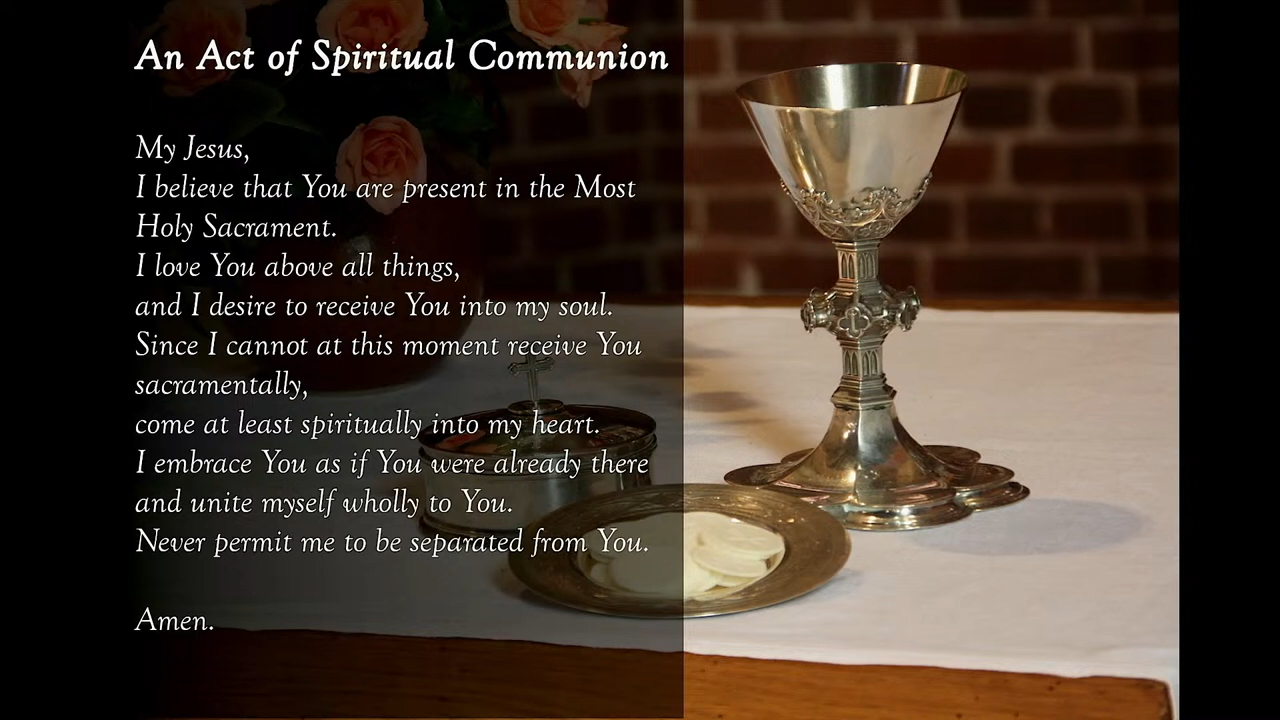 An Act of Spiritual Communion
My Jesus,
I believe that You are present in the Most
Holy Sacrament.
I love You above all things,
and I desire to receive You into my soul.
Since I cannot at this moment receive You
sacramentally,
come at least spiritually into my heart.
I embrace You as if You were already there
and unite myself wholly to You.
Never permit me to be separated from You.
Amen.